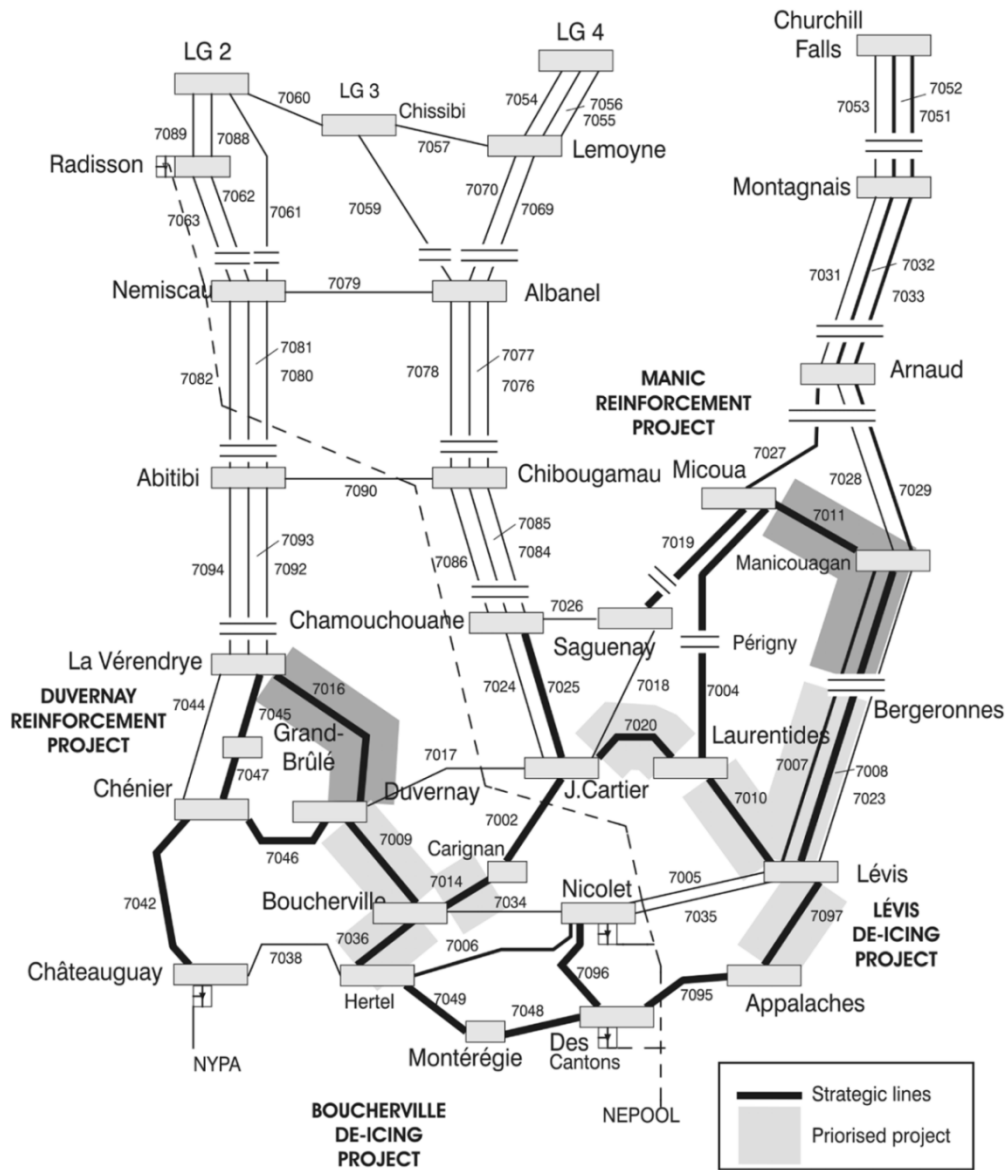 Churchill
Falls
LG 2
LG 4
7060
LG 3
Chissibi
7054
7056
7055
7053
7052
7051
7089
7088
7057
Lemoyne
Radisson
7063
7062
7061
7059
7070
7069
Montagnais
7031
7032
7033
Nemiscau
7079
Albanel
7082
7081
7080
7078
7077
7076
Arnaud
MANIC
REINFORCEMENT
PROJECT
7027
Micoua
7028
7029
Abitibi
7090
Chibougamau
7011
7019
Manicouagan
7094
7093
7092
7086
7085
7084
Chamouchouane
7026
Saguenay
Périgny
La Vérendrye
DUVERNAY
REINFORCEMENT
PROJECT
7044
7045
7016
Grand-
Brûlé
7047
7024
7025
7018
7004
Bergeronnes
7020
Laurentides
7007
7008
7023
7017
Chénier
Duvernay
J.Cartier
7010
7046
7009
7002
Carignan
7014
Nicolet
7005
Lévis
Boucherville
7034
7035
7097
LÉVIS
DE-ICING
PROJECT
7042
7036
7006
7038
Châteauguay
Hertel
7096
7095
Appalaches
7049
7048
Montérégie
Des
Cantons
NYPA
NEPOOL
BOUCHERVILLE
DE-ICING
PROJECT
Strategic lines
Priorised project